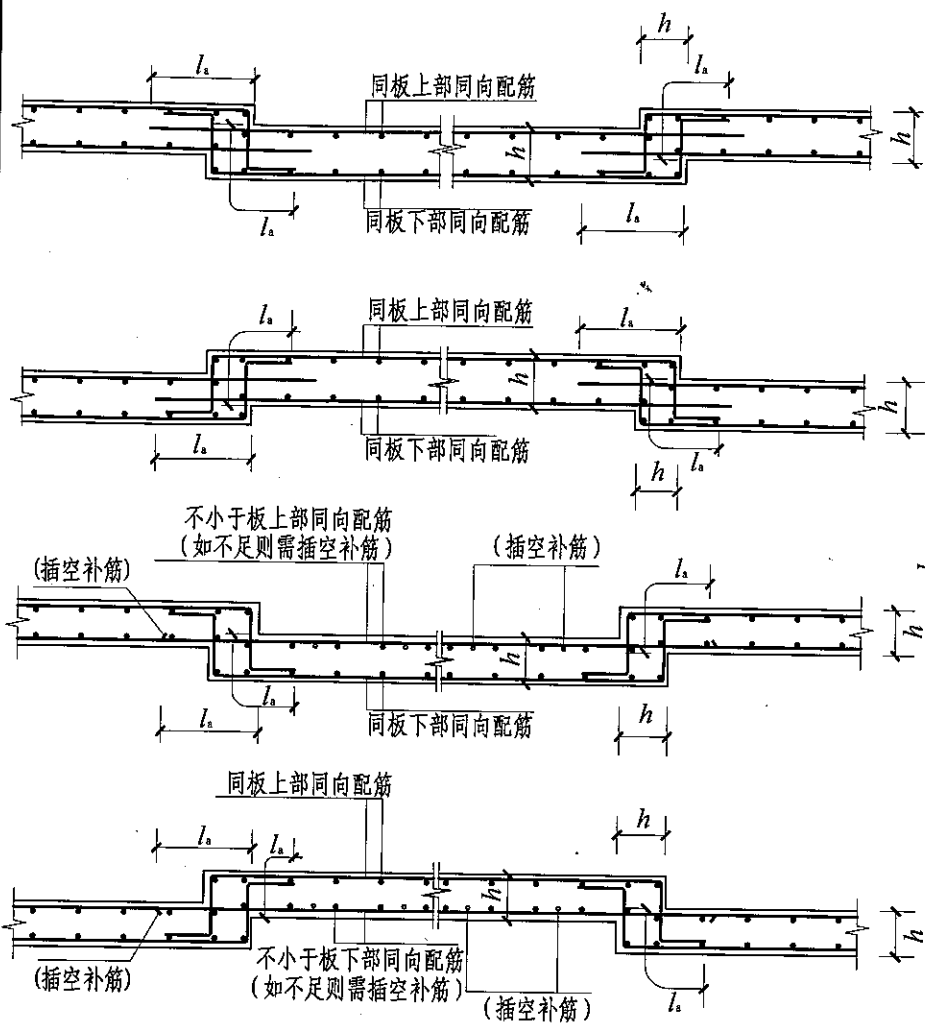 h
lₐ
lₐ
同板上部同向配筋
h
h
lₐ
同板下部同向配筋
lₐ
同板上部同向配筋
lₐ
lₐ
h
h
lₐ
同板下部同向配筋
h
lₐ
不小于板上部同向配筋
(如不足则需插空补筋)
(插空补筋)
(插空补筋)
lₐ
h
h
lₐ
lₐ
同板下部同向配筋
h
同板上部同向配筋
lₐ
lₐ
h
h
h
(插空补筋)
不小于板下部同向配筋
(如不足则需插空补筋)
(插空补筋)
lₐ